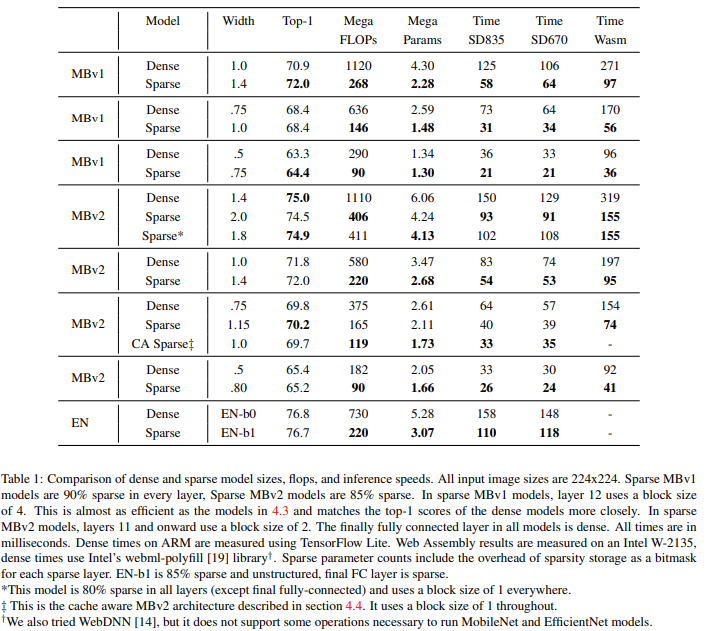 Model Width Top-1 Mega Mega Time Time Time
FLOPs Params SD835 SD670 Wasm
MBv1 Dense 1.0 70.9 1120 4.30 125 106 271
Sparse 1.4 72.0 268 2.28 58 64 97
MBv1 Dense .75 68.4 636 2.59 73 64 170
Sparse 1.0 68.4 146 1.48 31 34 56
MBv1 Dense .5 63.3 290 1.34 36 33 96
Sparse .75 64.4 90 1.30 21 21 36
Dense 1.4 75.0 1110 6.06 150 129 319
MBv2 Sparse 2.0 74.5 406 4.24 93 91 155
Sparse* 1.8 74.9 411 4.13 102 108 155
MBv2 Dense 1.0 71.8 580 3.47 83 74 197
Sparse 1.4 72.0 220 2.68 54 53 95
Dense .75 69.8 375 2.61 64 57 154
MBv2 Sparse 1.15 70.2 165 2.11 40 39 74
CA Sparse‡ 1.0 69.7 119 1.73 33 35 -
MBv2 Dense .5 65.4 182 2.05 33 30 92
Sparse .80 65.2 90 1.66 26 24 41
EN Dense EN-b0 76.8 730 5.28 158 148 -
Sparse EN-b1 76.7 220 3.07 110 118 -
Table 1: Comparison of dense and sparse model sizes, flops, and inference speeds. All input image sizes are 224x224. Sparse MBv1
models are 90% sparse in every layer, Sparse MBv2 models are 85% sparse. In sparse MBv1 models, layer 12 uses a block size
of 4. This is almost as efficient as the models in 4.3 and matches the top-1 scores of the dense models more closely. In sparse
MBv2 models, layers 11 and onward use a block size of 2. The finally fully connected layer in all models is dense. All times are in
milliseconds. Dense times on ARM are measured using TensorFlow Lite. Web Assembly results are measured on an Intel W-2135,
dense times use Intel's webml-polyfill [19] library†. Sparse parameter counts include the overhead of sparsity storage as a bitmask
for each sparse layer. EN-b1 is 85% sparse and unstructured, final FC layer is sparse.
*This model is 80% sparse in all layers (except final fully-connected) and uses a block size of 1 everywhere.
‡ This is the cache aware MBv2 architecture described in section 4.4. It uses a block size of 1 throughout.
†We also tried WebDNN [14], but it does not support some operations necessary to run MobileNet and EfficientNet models.